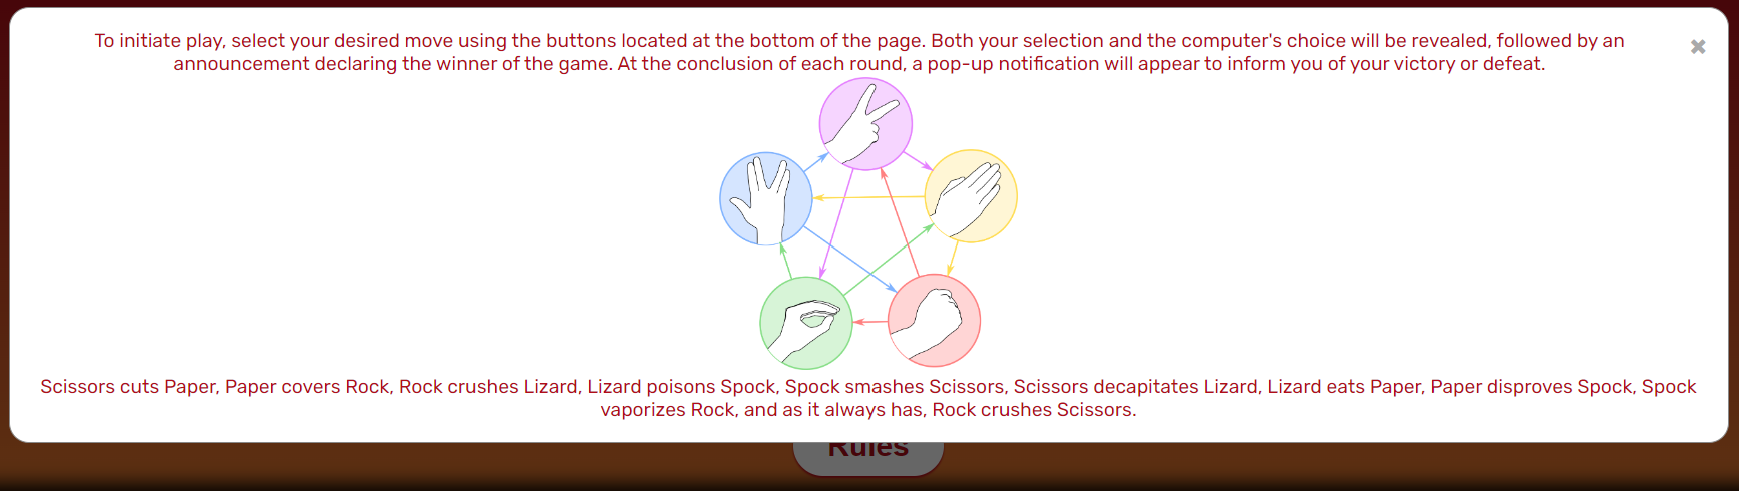 To initiate play, select your desired move using the buttons located at the bottom of the page. Both your selection and the computer's choice will be revealed, followed by an
announcement declaring the winner of the game. At the conclusion of each round, a pop-up notification will appear to inform you of your victory or defeat.
Scissors cuts Paper, Paper covers Rock, Rock crushes Lizard, Lizard poisons Spock, Spock smashes Scissors, Scissors decapitates Lizard, Lizard eats Paper, Paper disproves Spock, Spock
vaporizes Rock, and as it always has, Rock crushes Scissors.
Rules